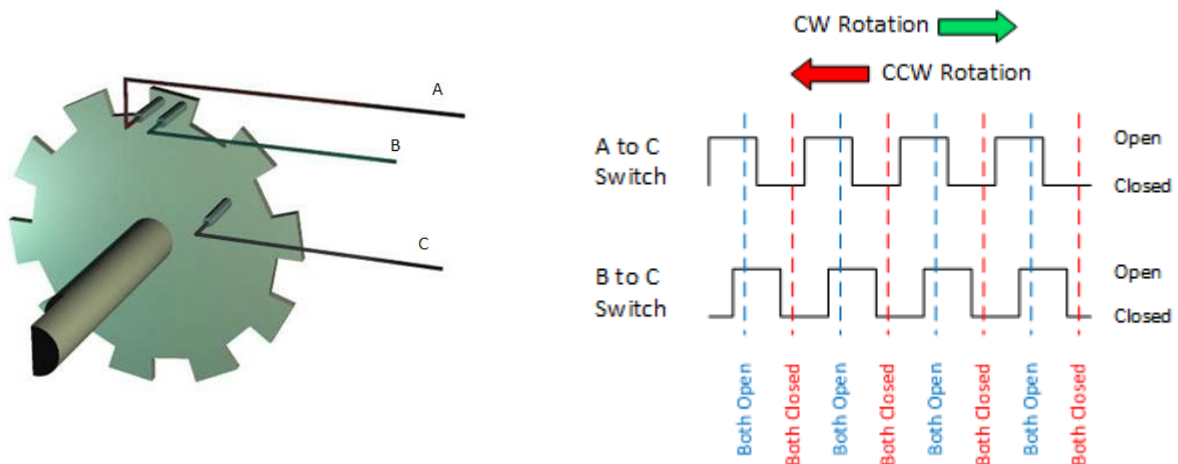 A
B
C
CW Rotation
CCW Rotation
A to C
Switch
Open
Closed
B to C
Switch
Open
Closed
Both Open
Both Closed
Both Open
Both Closed
Both Open
Both Closed
Both Open
Both Closed